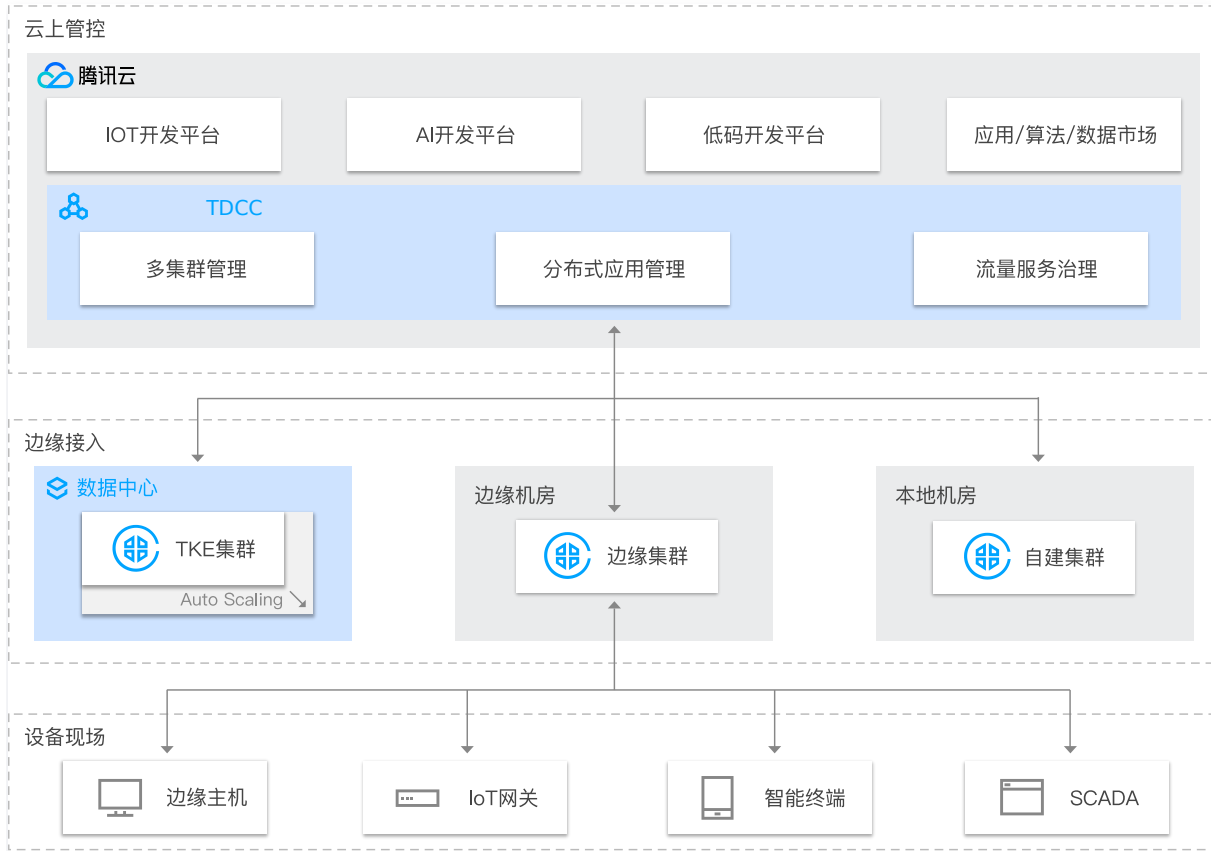 云上管控
腾讯云
IOT开发平台
AI开发平台
低码开发平台
应用/算法/数据市场
TDCC
多集群管理
分布式应用管理
流量服务治理
边缘接入
数据中心
TKE集群
Auto Scaling
边缘机房
边缘集群
本地机房
自建集群
设备现场
边缘主机
IoT网关
智能终端
SCADA